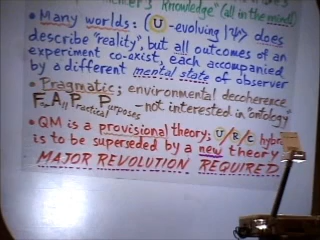 Knowledge" (all in the mind)
• Many worlds: (U-evolving |Ψ⟩ does
describe "reality", but all outcomes of an
experiment co-exist, each accompanied
by a different mental state of observer
• Pragmatic; environmental decoherence
For All Practical Purposes - not interested in "ontology"
• QM is a provisional theory; U/R/C
is to be superseded by a new theory
MAJOR REVOLUTION REQUIRED